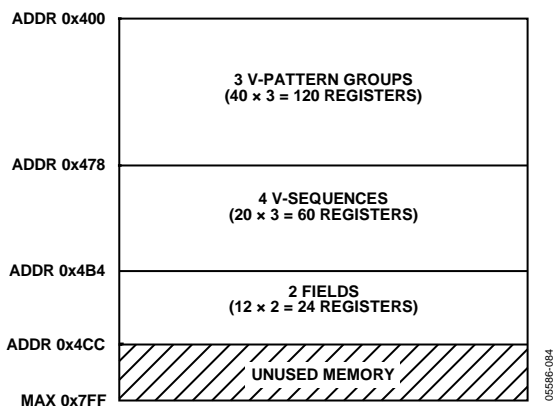 ADDR 0x400
3 V-PATTERN GROUPS
(40 × 3 = 120 REGISTERS)
ADDR 0x478
4 V-SEQUENCES
(20 × 3 = 60 REGISTERS)
ADDR 0x4B4
2 FIELDS
(12 × 2 = 24 REGISTERS)
ADDR 0x4CC
UNUSED MEMORY
MAX 0x7FF
05586-084